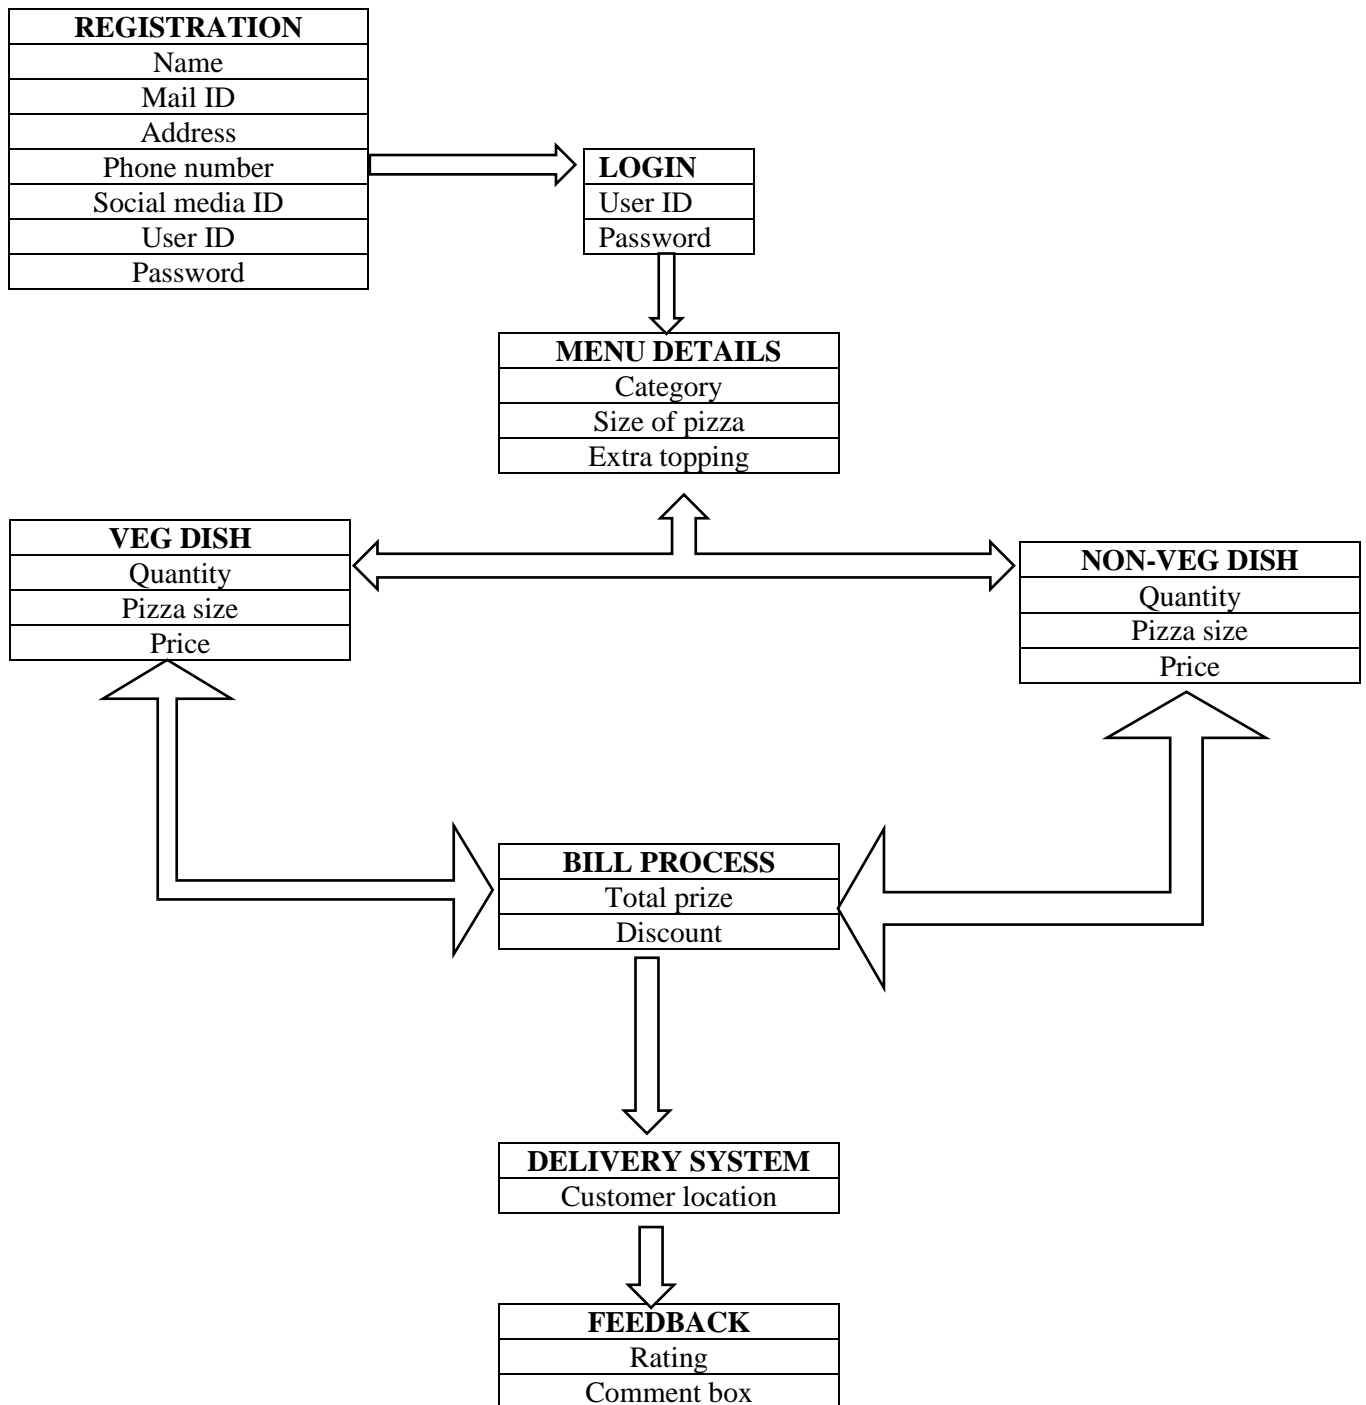 REGISTRATION
Name
Mail ID
Address
Phone number
Social media ID
User ID
Password
LOGIN
User ID
Password
MENU DETAILS
Category
Size of pizza
Extra topping
VEG DISH
Quantity
Pizza size
Price
NON-VEG DISH
Quantity
Pizza size
Price
BILL PROCESS
Total prize
Discount
DELIVERY SYSTEM
Customer location
FEEDBACK
Rating
Comment box